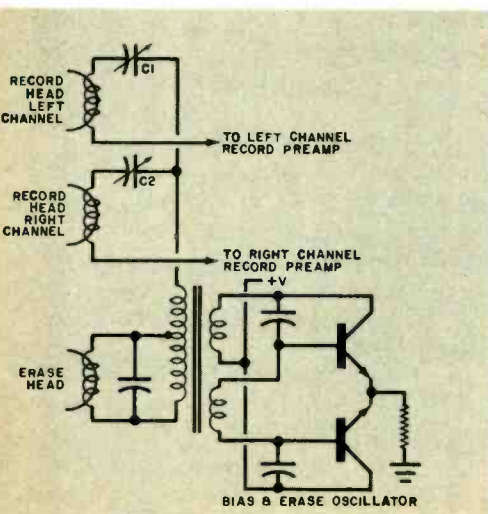 C1
RECORD
HEAD
LEFT
CHANNEL
TO LEFT CHANNEL
RECORD PREAMP
C2
RECORD
HEAD
RIGHT
CHANNEL
TO RIGHT CHANNEL
RECORD PREAMP
+V
ERASE
HEAD
BIAS & ERASE OSCILLATOR